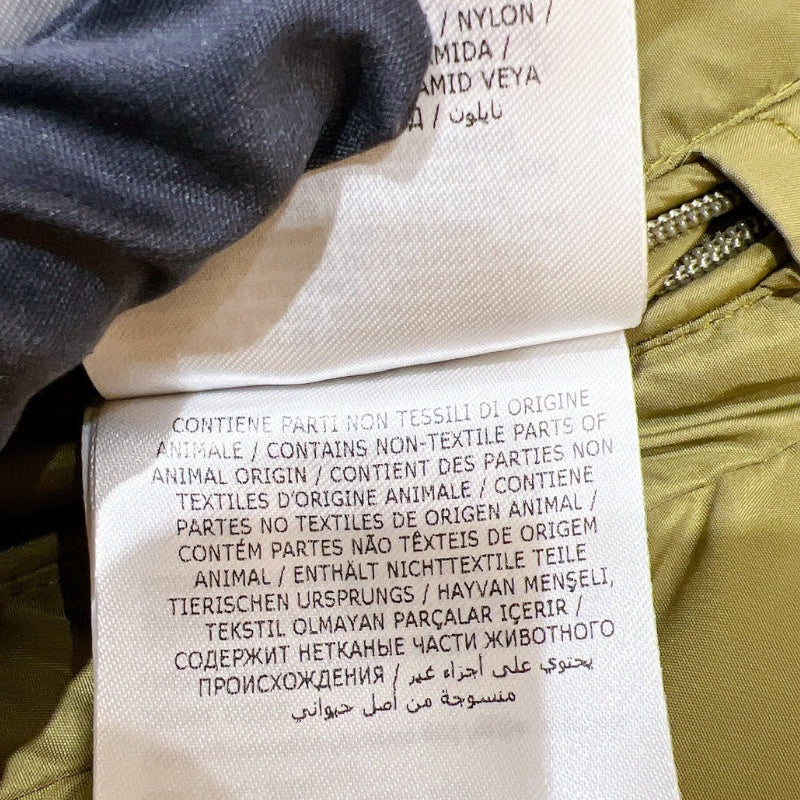 / NYLON /
AMID VEYA
/ نايلون
CONTIENE PARTI NON TESSILI DI ORIGINE
ANIMALE / CONTAINS NON-TEXTILE PARTS OF
ANIMAL ORIGIN / CONTIENT DES PARTIES NON
TEXTILES D'ORIGINE ANIMALE / CONTIENE
PARTES NO TEXTILES DE ORIGEN ANIMAL /
CONTÉM PARTES NÃO TÊXTEIS DE ORIGEM
ANIMAL / ENTHÄLT NICHTTEXTILE TEILE
TIERISCHEN URSPRUNGS / HAYVAN MENŞELİ,
TEKSTIL OLMAYAN PARÇALAR IÇERIR /
СОДЕРЖИТ НЕТКАНЫЕ ЧАСТИ ЖИВОТНОГО
ПРОИСХОЖДЕНИЯ / يحتوي على أجزاء غير
منسوجة من أصل حيواني